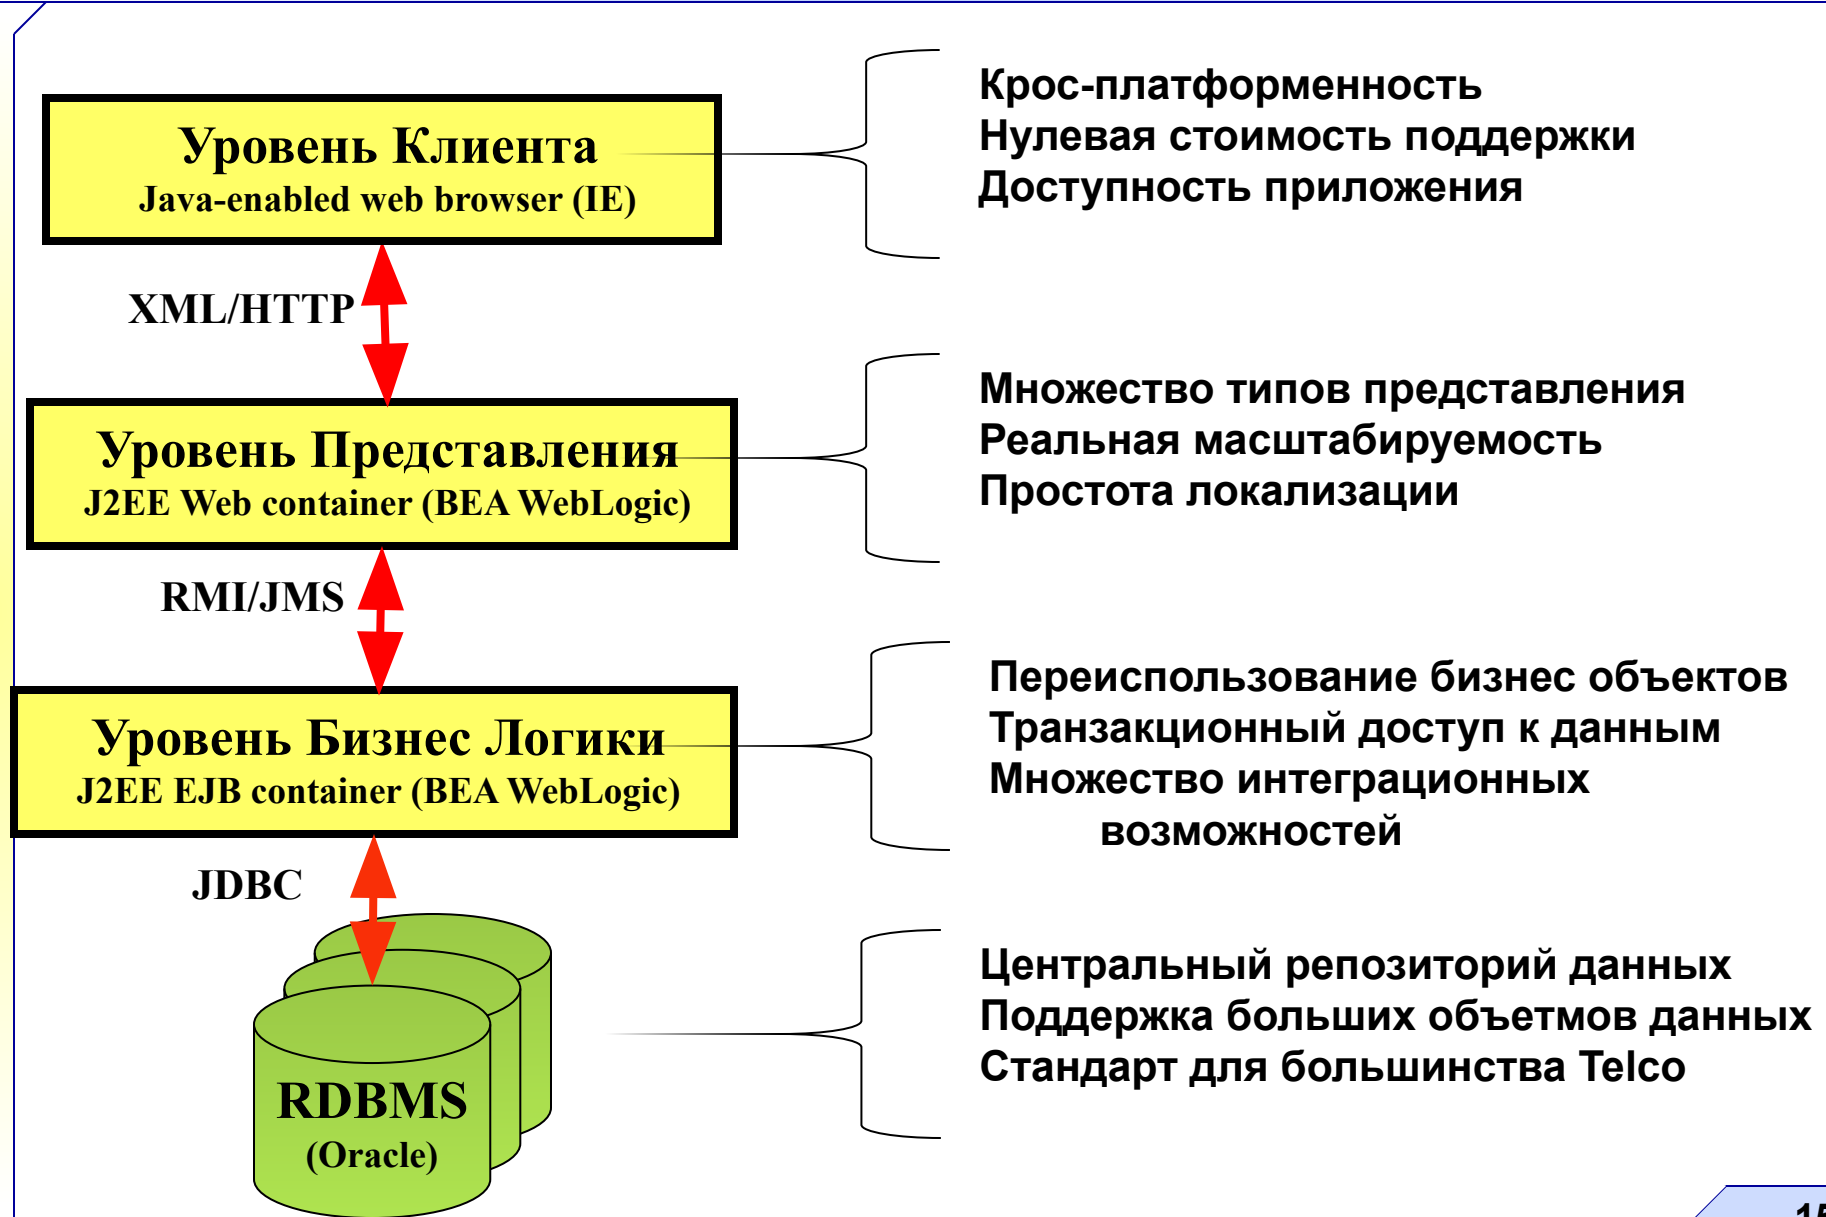 Уровень Клиента
Java-enabled web browser (IE)
Крос-платформенность
Нулевая стоимость поддержки
Доступность приложения
XML/HTTP
Уровень Представления
J2EE Web container (BEA WebLogic)
Множество типов представления
Реальная масштабируемость
Простота локализации
RMI/JMS
Уровень Бизнес Логики
J2EE EJB container (BEA WebLogic)
Переиспользование бизнес объектов
Транзакционный доступ к данным
Множество интеграционных
возможностей
JDBC
RDBMS
(Oracle)
Центральный репозиторий данных
Поддержка больших объетмов данных
Стандарт для большинства Telco